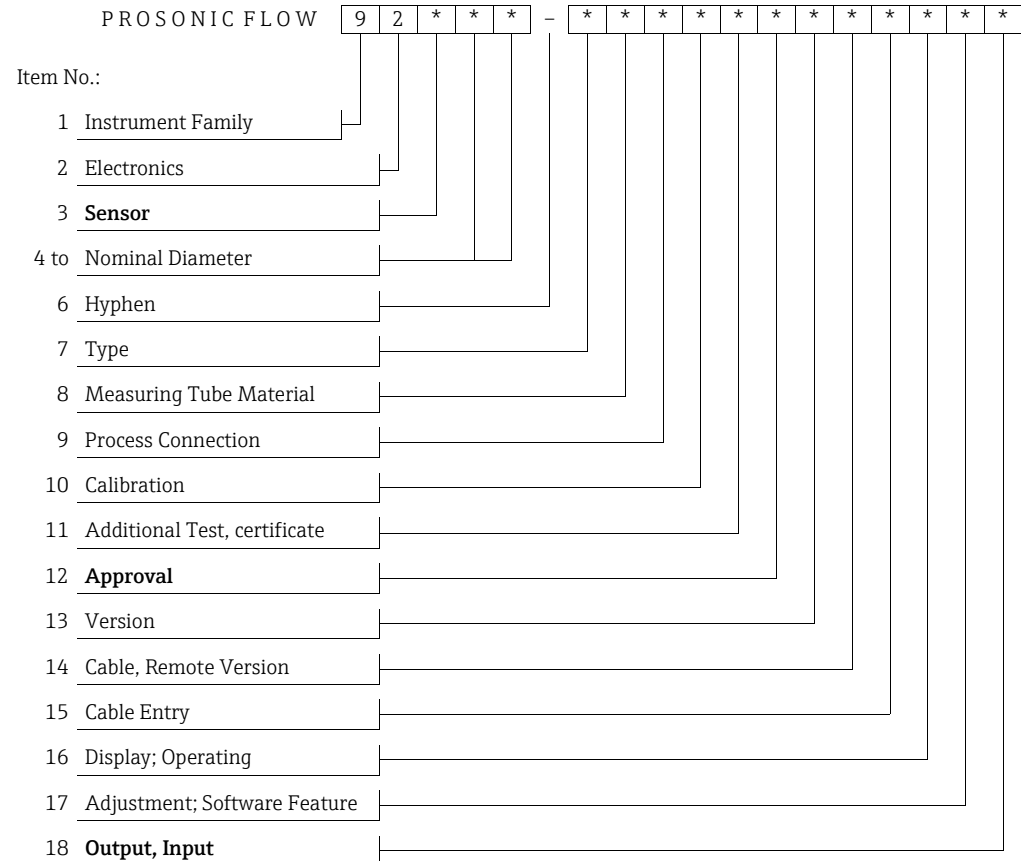 PROSONIC FLOW 9 2 * * * – * * * * * * * * * * * *
Item No.:
1 Instrument Family
2 Electronics
3 Sensor
4 to Nominal Diameter
6 Hyphen
7 Type
8 Measuring Tube Material
9 Process Connection
10 Calibration
11 Additional Test, certificate
12 Approval
13 Version
14 Cable, Remote Version
15 Cable Entry
16 Display; Operating
17 Adjustment; Software Feature
18 Output, Input